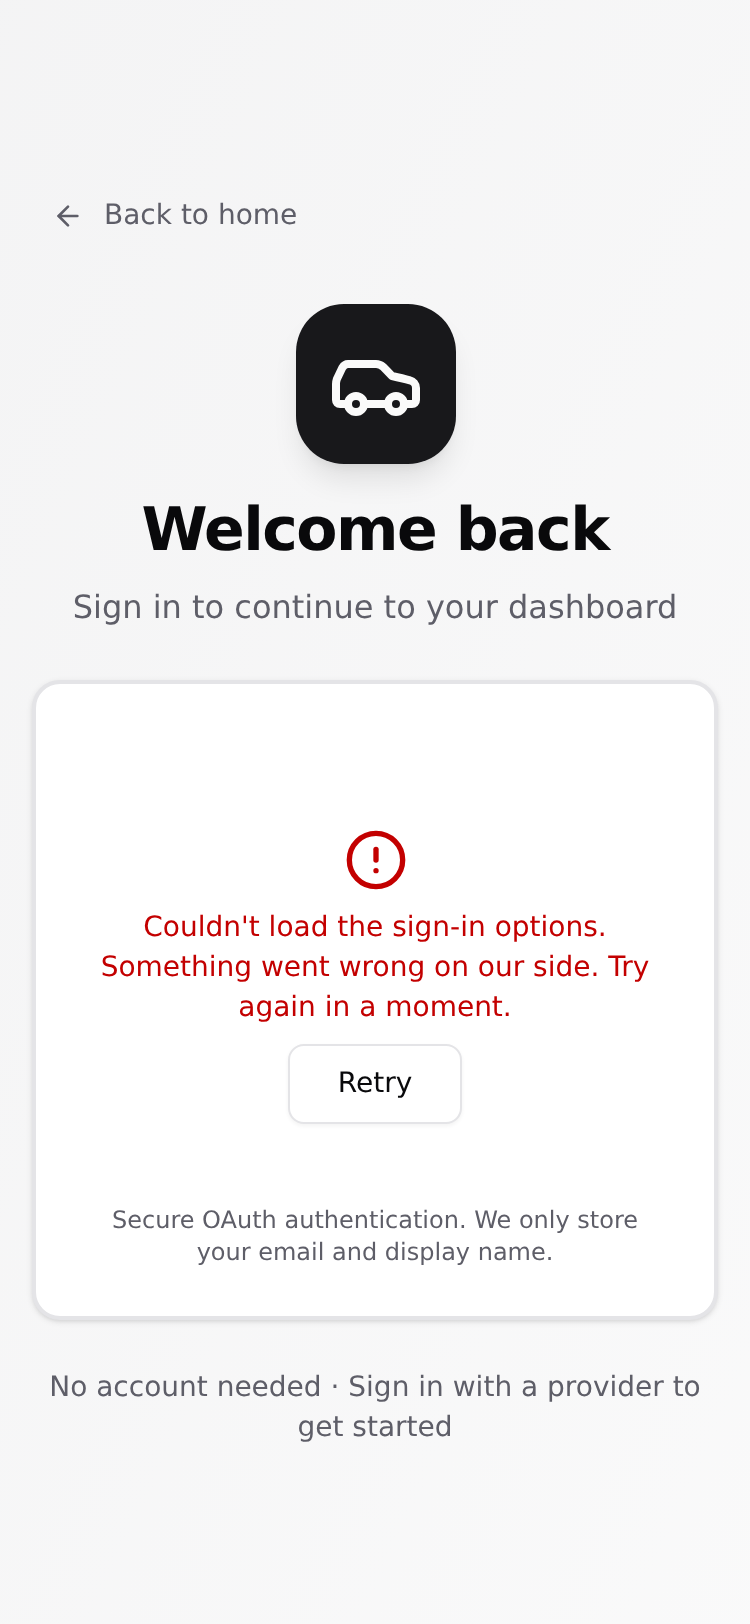 Back to home
Welcome back
Sign in to continue to your dashboard
Couldn't load the sign-in options.
Something went wrong on our side. Try
again in a moment.
Retry
Secure OAuth authentication. We only store
your email and display name.
No account needed · Sign in with a provider to
get started